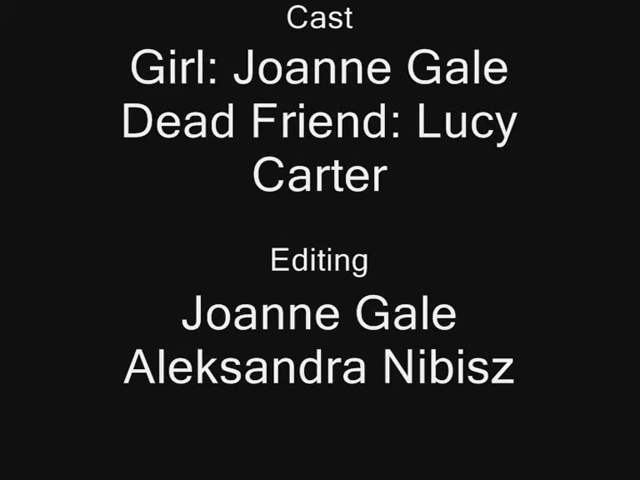 Cast
Girl: Joanne Gale
Dead Friend: Lucy
Carter
Editing
Joanne Gale
Aleksandra Nibisz